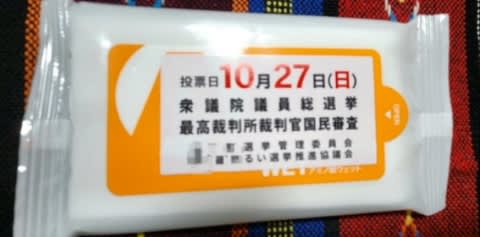 投票日10月27日(日)
衆議院議員総選挙
最高裁判所裁判官国民審査
選挙管理委員会
明るい選挙推進協議会
OPEN
WET